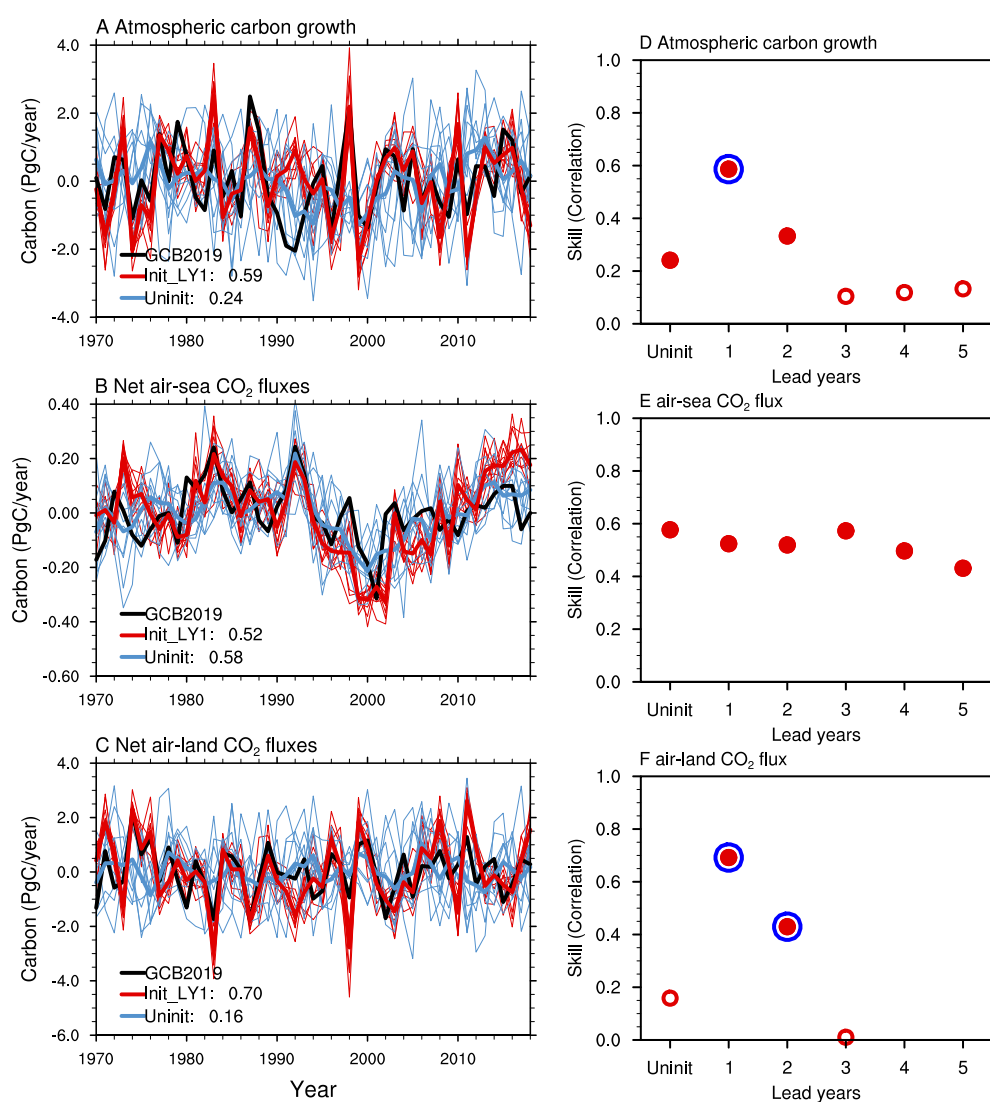 A Atmospheric carbon growth
4.0
2.0
0.0
-2.0
-4.0
Carbon (PgC/year)
GCB2019
Init_LY1: 0.59
Uninit: 0.24
1970 1980 1990 2000 2010
B Net air-sea CO₂ fluxes
0.40
0.20
0.00
-0.20
-0.40
-0.60
Carbon (PgC/year)
GCB2019
Init_LY1: 0.52
Uninit: 0.58
1970 1980 1990 2000 2010
C Net air-land CO₂ fluxes
4.0
2.0
0.0
-2.0
-4.0
-6.0
Carbon (PgC/year)
GCB2019
Init_LY1: 0.70
Uninit: 0.16
1970 1980 1990 2000 2010
Year
D Atmospheric carbon growth
1.0
0.8
0.6
0.4
0.2
0.0
Skill (Correlation)
Uninit 1 2 3 4 5
Lead years
E air-sea CO₂ flux
1.0
0.8
0.6
0.4
0.2
0.0
Skill (Correlation)
Uninit 1 2 3 4 5
Lead years
F air-land CO₂ flux
1.0
0.8
0.6
0.4
0.2
0.0
Skill (Correlation)
Uninit 1 2 3 4 5
Lead years